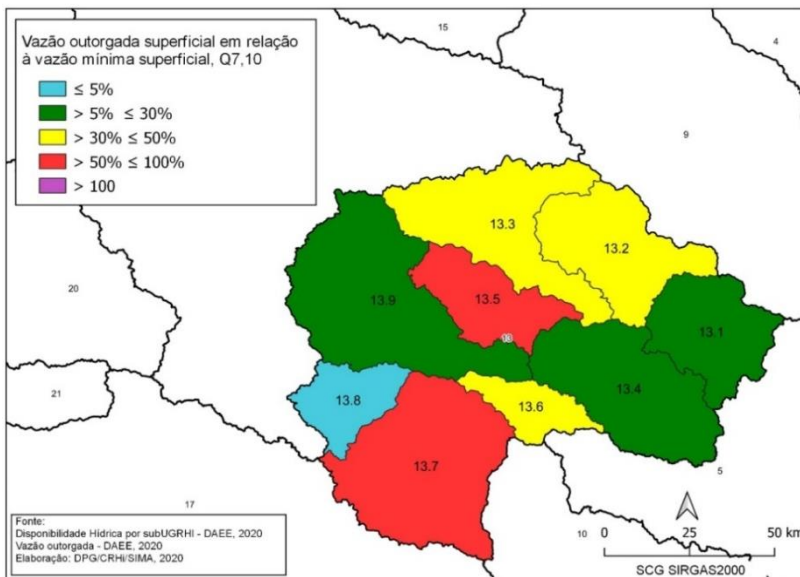 Vazão outorgada superficial em relação
à vazão mínima superficial, Q7,10
≤ 5%
> 5% ≤ 30%
> 30% ≤ 50%
> 50% ≤ 100%
> 100
15
4
9
13.3
13.2
13.5
13.9
13
13.1
20
13.4
21
13.8
13.6
13.7
5
17
10
0 25 50 km
SCG SIRGAS2000
Fonte:
Disponibilidade Hídrica por subUGRHI - DAEE, 2020
Vazão outorgada - DAEE, 2020
Elaboração: DPG/CRHi/SIMA, 2020